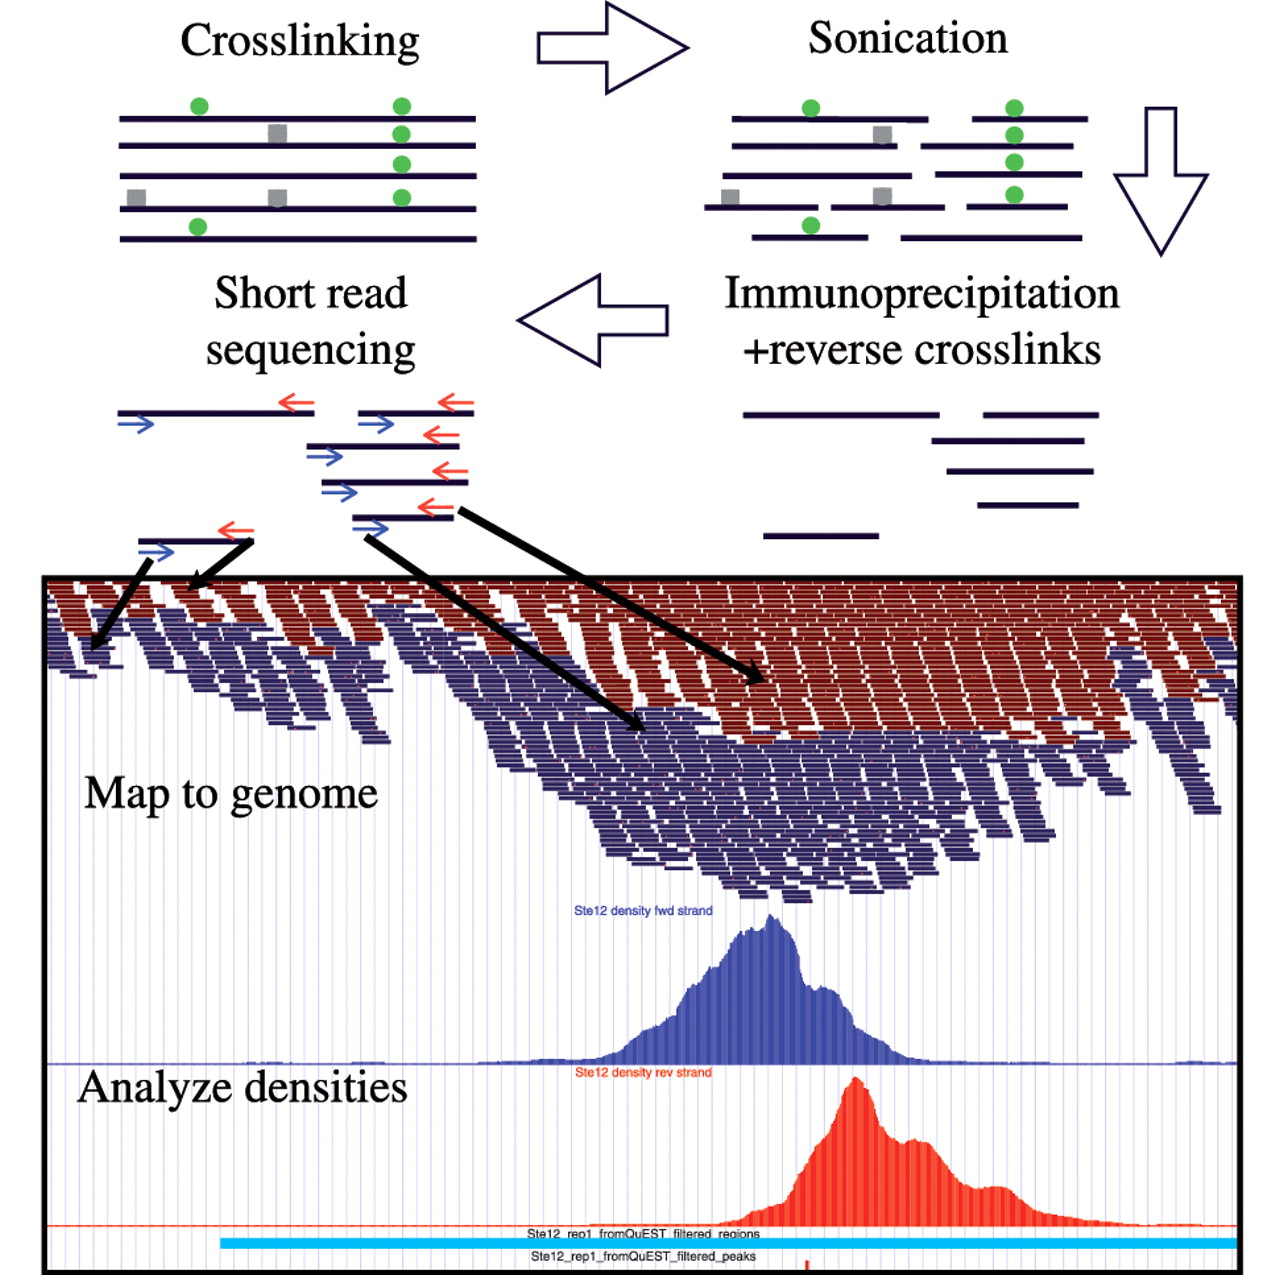 Crosslinking
Sonication
Short read
sequencing
Immunoprecipitation
+reverse crosslinks
Map to genome
Ste12 density fwd strand
Analyze densities
Ste12 density rev strand
Ste12_rep1_fromQuEST_filtered_regions
Ste12_rep1_fromQuEST_filtered_peaks